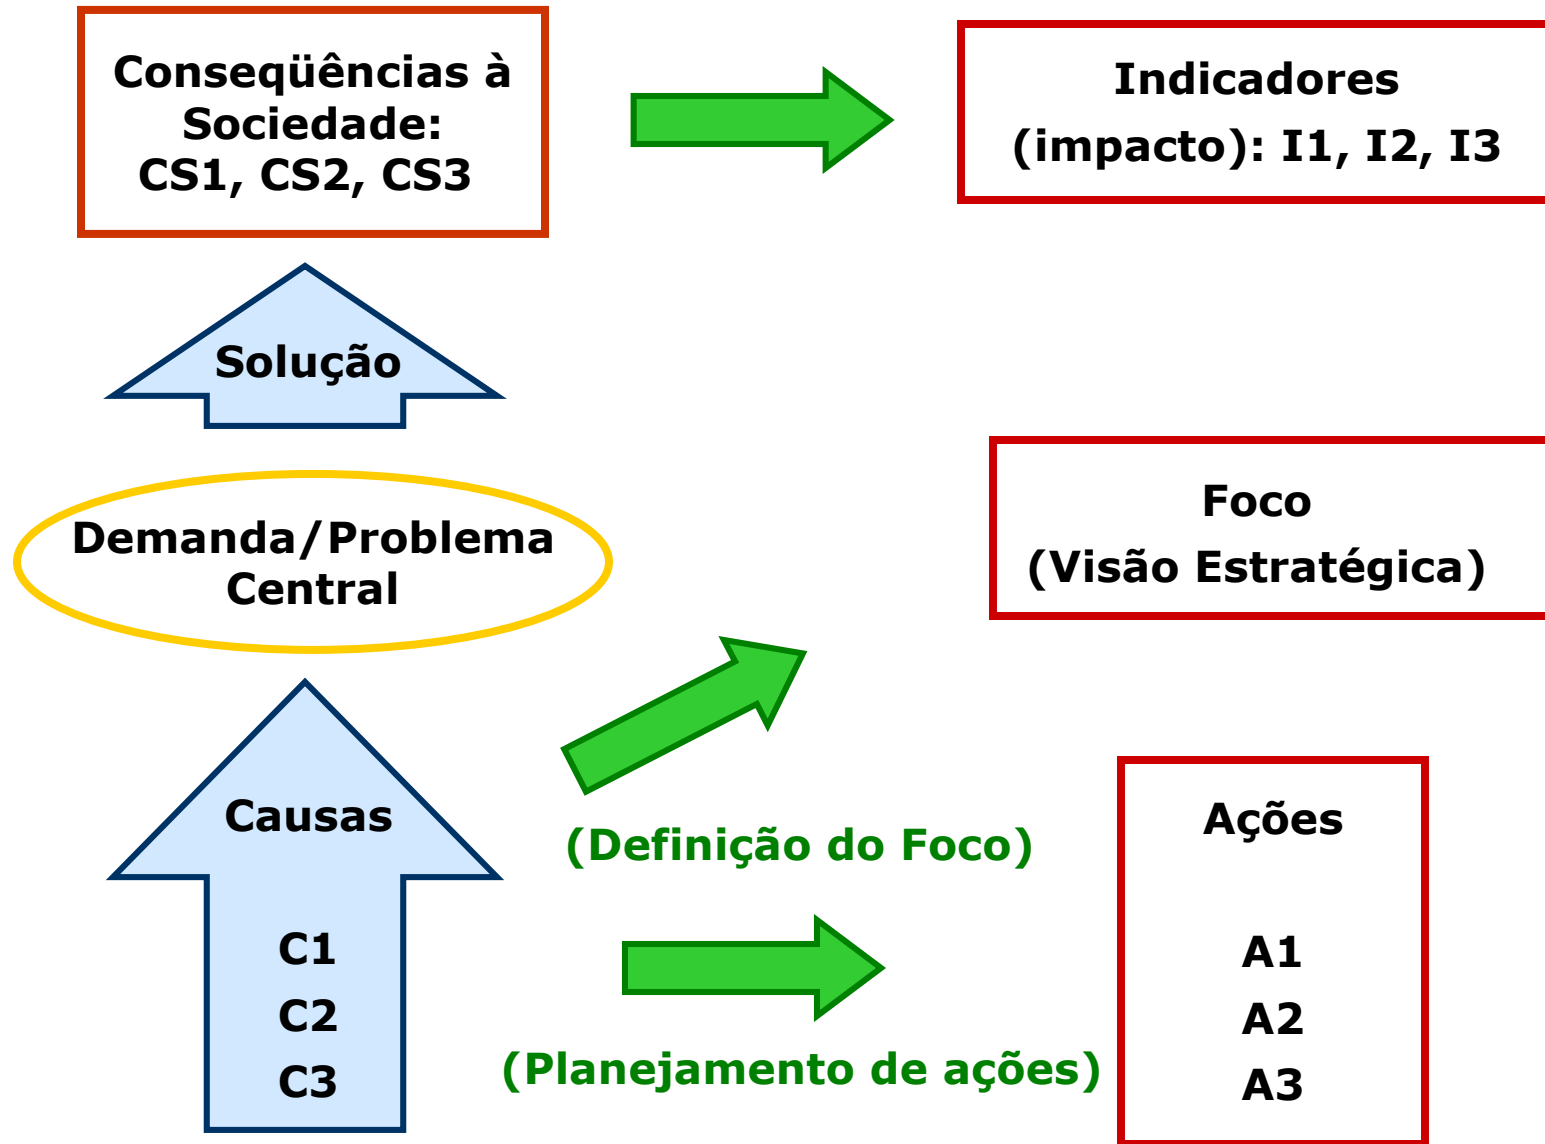 Conseqüências à
Sociedade:
CS1, CS2, CS3
Indicadores
(impacto): I1, I2, I3
Solução
Demanda/Problema
Central
Foco
(Visão Estratégica)
Causas
C1
C2
C3
(Definição do Foco)
(Planejamento de ações)
Ações
A1
A2
A3